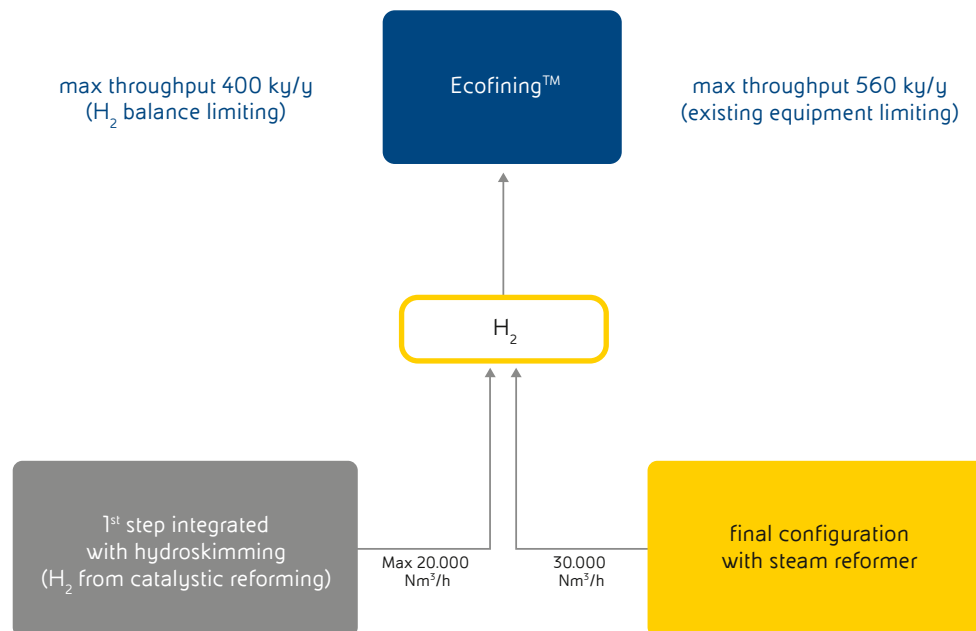 max throughput 400 ky/y
(H₂ balance limiting)
Ecofining™
max throughput 560 ky/y
(existing equipment limiting)
H₂
1ˢᵗ step integrated
with hydroskimming
(H₂ from catalystic reforming)
Max 20.000
Nm³/h
30.000
Nm³/h
final configuration
with steam reformer